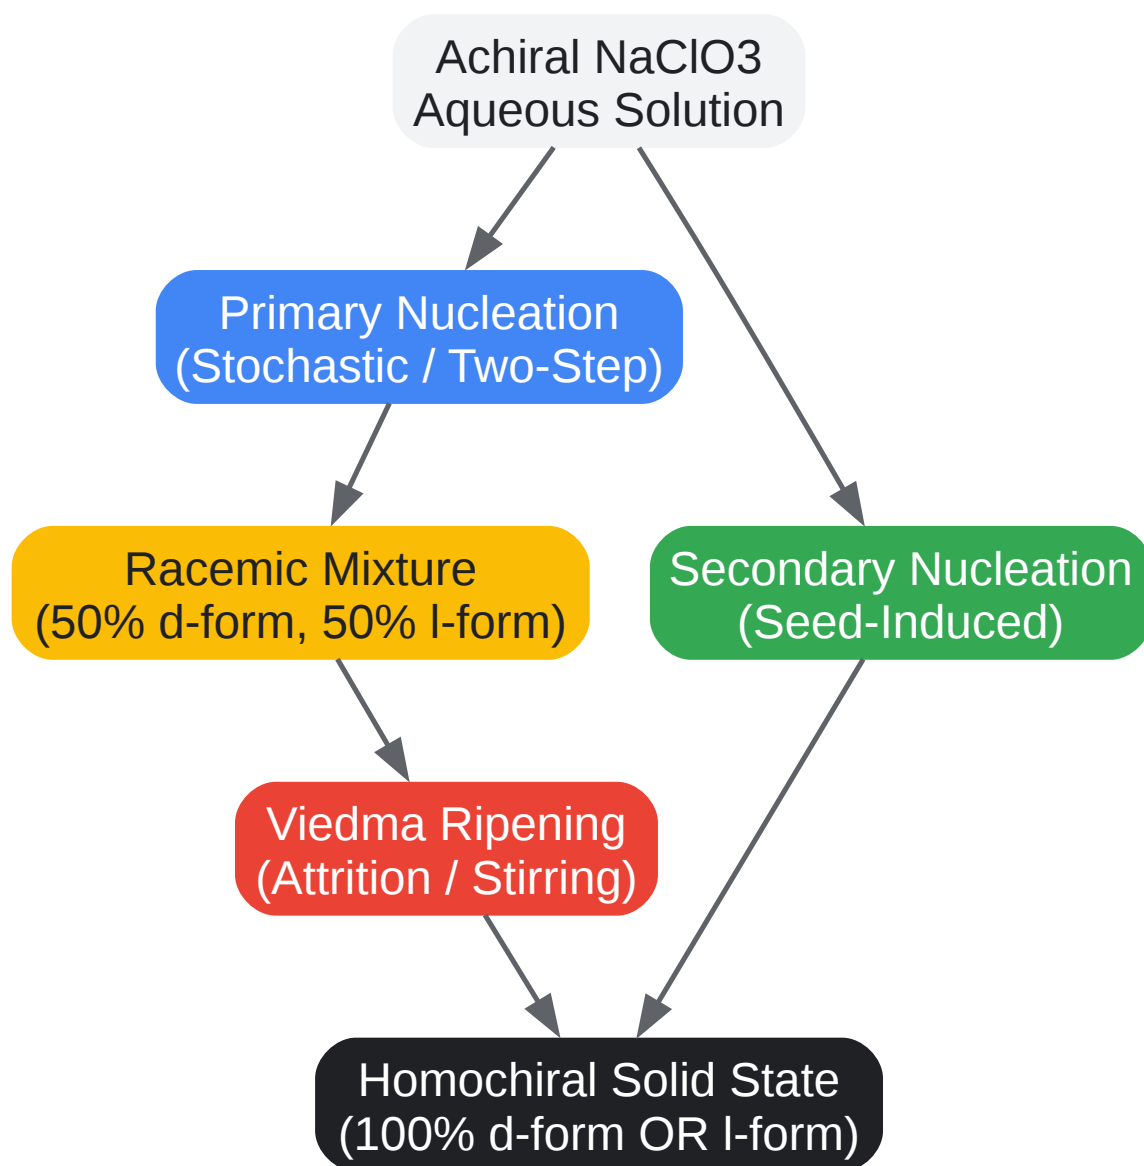 Achiral NaClO3
Aqueous Solution
Primary Nucleation
(Stochastic / Two-Step)
Racemic Mixture
(50% d-form, 50% l-form)
Secondary Nucleation
(Seed-Induced)
Viedma Ripening
(Attrition / Stirring)
Homochiral Solid State
(100% d-form OR l-form)